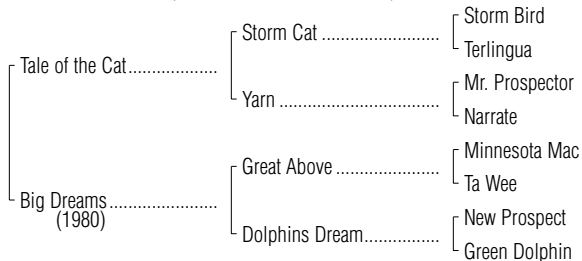 Storm Bird
Storm Cat ........................
Terlingua
Tale of the Cat..................
Mr. Prospector
Yarn .................................
Narrate
Minnesota Mac
Great Above .....................
Ta Wee
Big Dreams......................
(1980)
New Prospect
Dolphins Dream...............
Green Dolphin